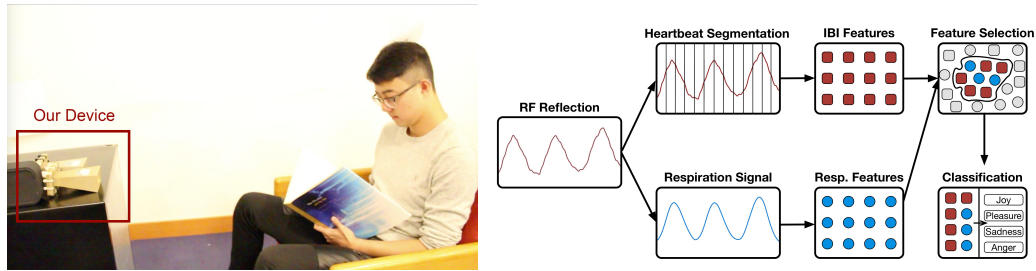 Our Device
RF Reflection
Heartbeat Segmentation
IBI Features
Feature Selection
Respiration Signal
Resp. Features
Classification
Joy
Pleasure
Sadness
Anger